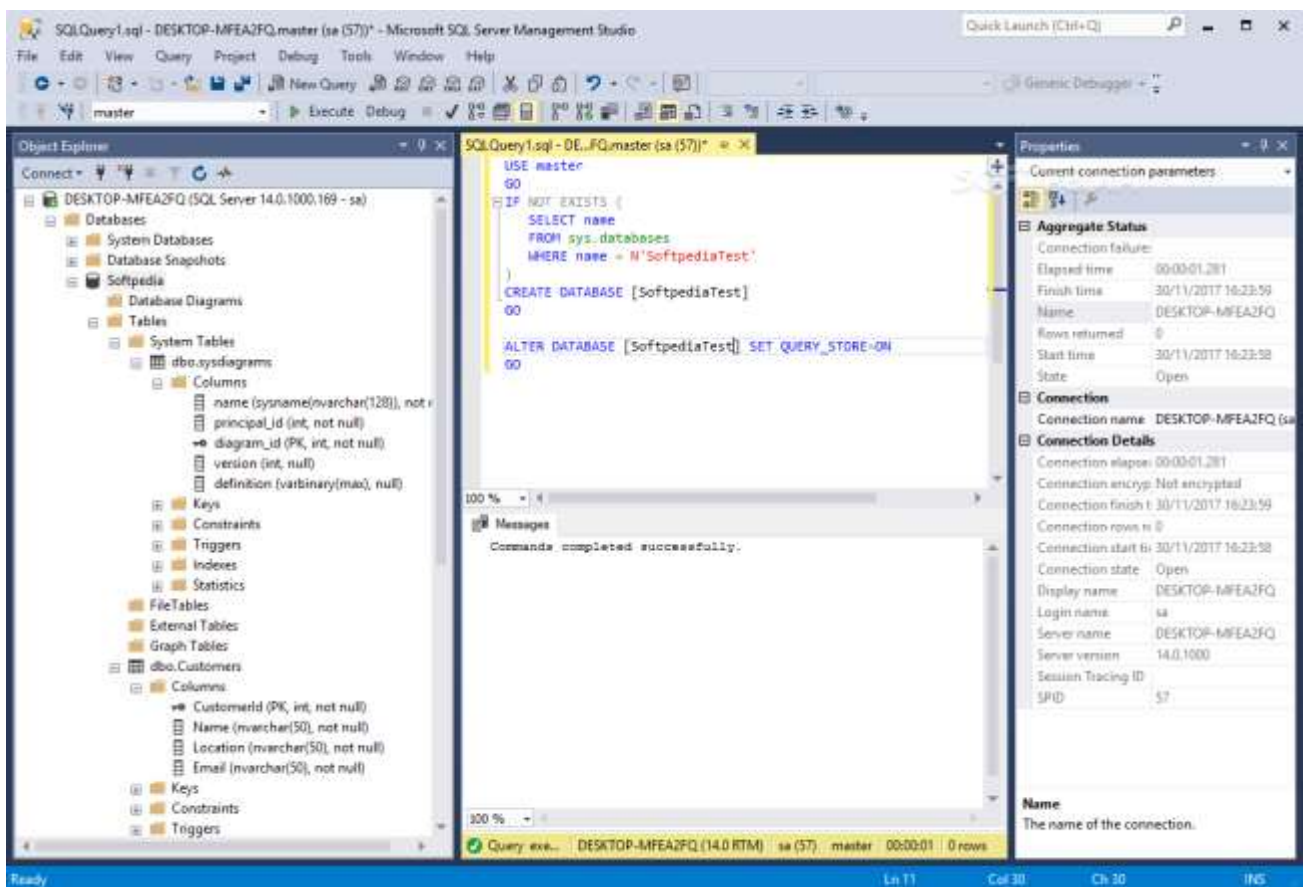 SQLQuery1.sql - DESKTOP-MFEA2FQ.master (sa (57))* - Microsoft SQL Server Management Studio
Quick Launch (Ctrl+Q)
File Edit View Query Project Debug Tools Window Help
New Query
Generic Debugger
master
Execute Debug
Object Explorer
Connect
DESKTOP-MFEA2FQ (SQL Server 14.0.1000.169 - sa)
Databases
System Databases
Database Snapshots
Softpedia
Database Diagrams
Tables
System Tables
dbo.sysdiagrams
Columns
name (sysname(nvarchar(128)), not
principal_id (int, not null)
diagram_id (PK, int, not null)
version (int, null)
definition (varbinary(max), null)
Keys
Constraints
Triggers
Indexes
Statistics
FileTables
External Tables
Graph Tables
dbo.Customers
Columns
CustomerId (PK, int, not null)
Name (nvarchar(50), not null)
Location (nvarchar(50), not null)
Email (nvarchar(50), not null)
Keys
Constraints
Triggers
SQLQuery1.sql - DE...FQ.master (sa (57))*
USE master
GO
IF NOT EXISTS (
SELECT name
FROM sys.databases
WHERE name = N'SoftpediaTest'
)
CREATE DATABASE [SoftpediaTest]
GO
ALTER DATABASE [SoftpediaTest] SET QUERY_STORE=ON
GO
100 %
Messages
Commands completed successfully.
100 %
Query exe... DESKTOP-MFEA2FQ (14.0 RTM) sa (57) master 00:00:01 0 rows
Properties
Current connection parameters
Aggregate Status
Connection failure
Elapsed time 00:00:01.281
Finish time 30/11/2017 16:23:59
Name DESKTOP-MFEA2FQ
Rows returned 0
Start time 30/11/2017 16:23:58
State Open
Connection
Connection name DESKTOP-MFEA2FQ (sa
Connection Details
Connection elapse 00:00:01.281
Connection encryp Not encrypted
Connection finish t 30/11/2017 16:23:59
Connection rows re 0
Connection start ti 30/11/2017 16:23:58
Connection state Open
Display name DESKTOP-MFEA2FQ
Login name sa
Server name DESKTOP-MFEA2FQ
Server version 14.0.1000
Session Tracing ID
SPID 57
Name
The name of the connection.
Ready Ln 11 Col 30 Ch 30 INS